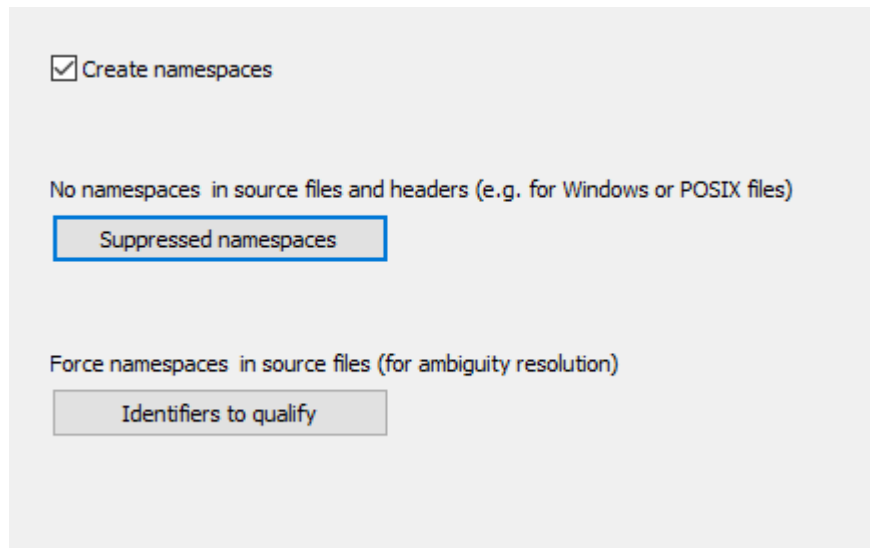 Create namespaces
No namespaces  in source files and headers (e.g. for Windows or POSIX files)
Suppressed namespaces
Force namespaces  in source files (for ambiguity resolution)
Identifiers to qualify